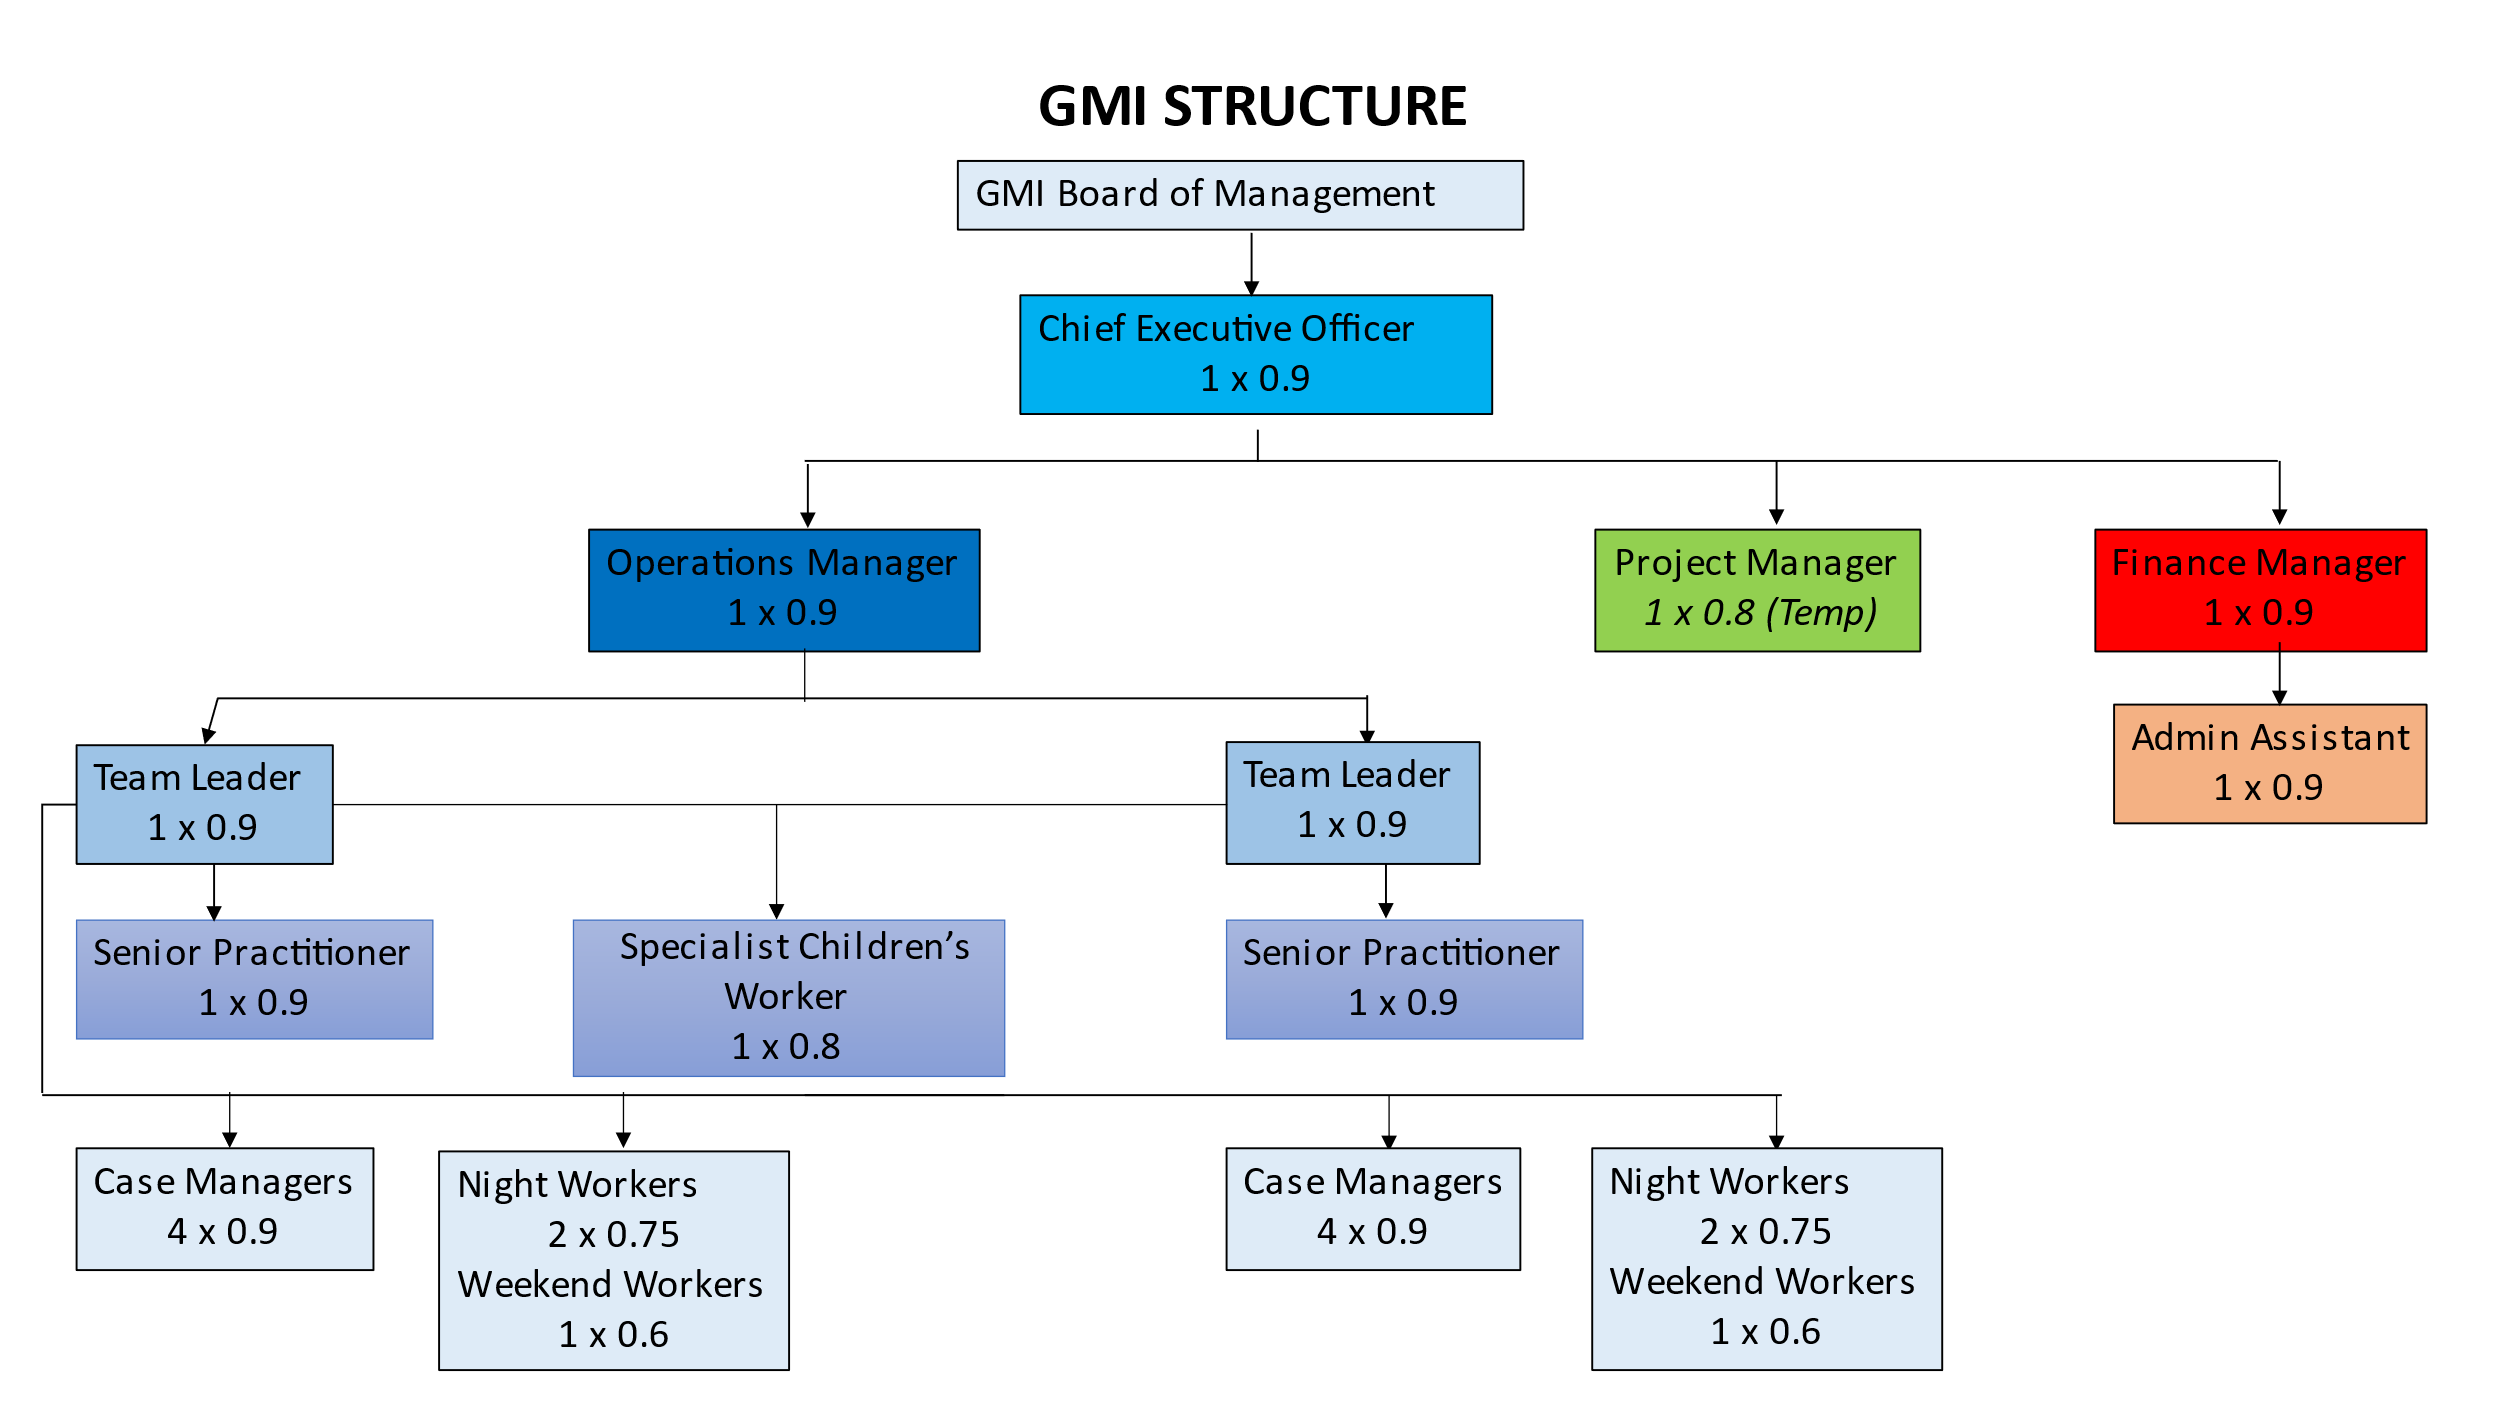 GMI STRUCTURE
GMI Board of Management
Chief Executive Officer
1 x 0.9
Operations Manager
1 x 0.9
Project Manager
1 x 0.8 (Temp)
Finance Manager
1 x 0.9
Admin Assistant
1 x 0.9
Team Leader
1 x 0.9
Team Leader
1 x 0.9
Senior Practitioner
1 x 0.9
Specialist Children’s
Worker
1 x 0.8
Senior Practitioner
1 x 0.9
Case Managers
4 x 0.9
Night Workers
2 x 0.75
Weekend Workers
1 x 0.6
Case Managers
4 x 0.9
Night Workers
2 x 0.75
Weekend Workers
1 x 0.6